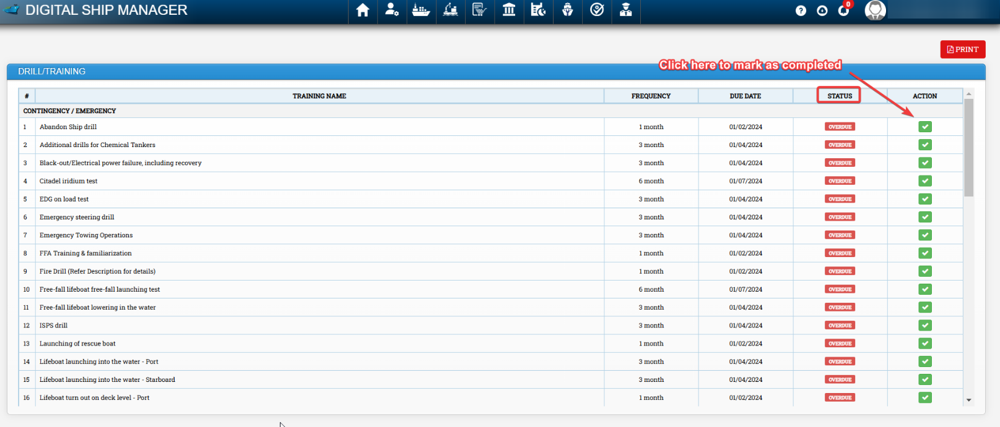 DIGITAL SHIP MANAGER
? 0
PRINT
Click here to mark as completed
DRILL/TRAINING
# TRAINING NAME FREQUENCY DUE DATE STATUS ACTION
CONTINGENCY / EMERGENCY
1 Abandon Ship drill 1 month 01/02/2024 OVERDUE
2 Additional drills for Chemical Tankers 3 month 01/04/2024 OVERDUE
3 Black-out/Electrical power failure, including recovery 3 month 01/04/2024 OVERDUE
4 Citadel iridium test 6 month 01/07/2024 OVERDUE
5 EDG on load test 3 month 01/04/2024 OVERDUE
6 Emergency steering drill 3 month 01/04/2024 OVERDUE
7 Emergency Towing Operations 3 month 01/04/2024 OVERDUE
8 FFA Training & familiarization 1 month 01/02/2024 OVERDUE
9 Fire Drill (Refer Description for details) 1 month 01/02/2024 OVERDUE
10 Free-fall lifeboat free-fall launching test 6 month 01/07/2024 OVERDUE
11 Free-fall lifeboat lowering in the water 3 month 01/04/2024 OVERDUE
12 ISPS drill 3 month 01/04/2024 OVERDUE
13 Launching of rescue boat 1 month 01/02/2024 OVERDUE
14 Lifeboat launching into the water - Port 3 month 01/04/2024 OVERDUE
15 Lifeboat launching into the water - Starboard 3 month 01/04/2024 OVERDUE
16 Lifeboat turn out on deck level - Port 1 month 01/02/2024 OVERDUE